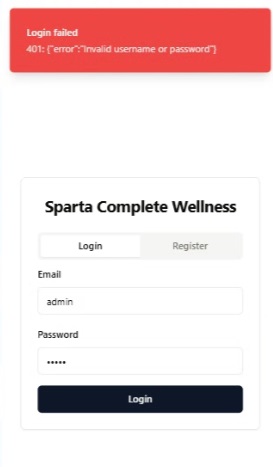 Login failed
401: {"error":"Invalid username or password"}
Sparta Complete Wellness
Login Register
Email
admin
Password
•••••
Login